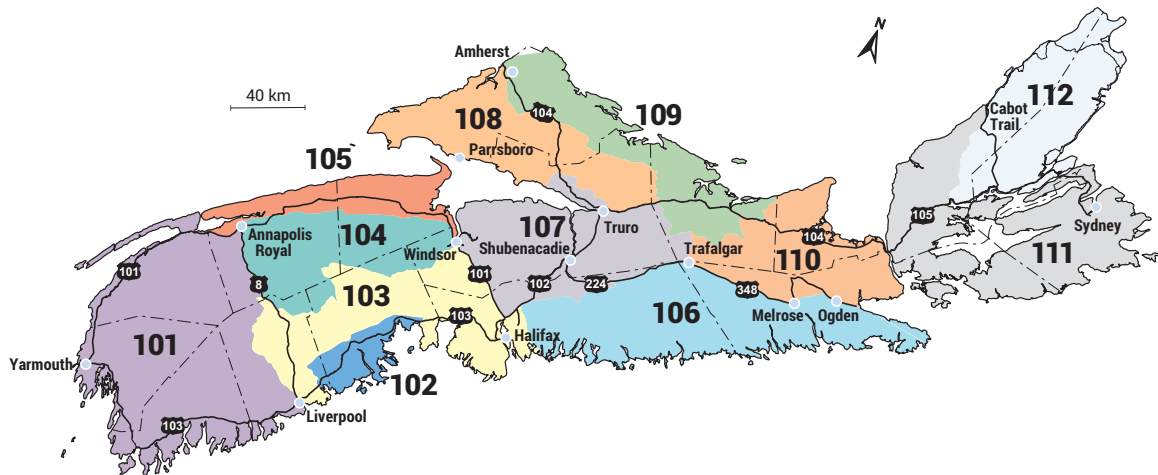 N
Amherst
112
40 km
104
108
109
Cabot
Trail
Parrsboro
105
105
Sydney
107
Truro
Annapolis
Royal
104
Windsor
Shubenacadie
Trafalgar
104
111
101
101
110
8
103
102
224
348
106
Melrose
Ogden
101
103
Halifax
Yarmouth
102
Liverpool
103